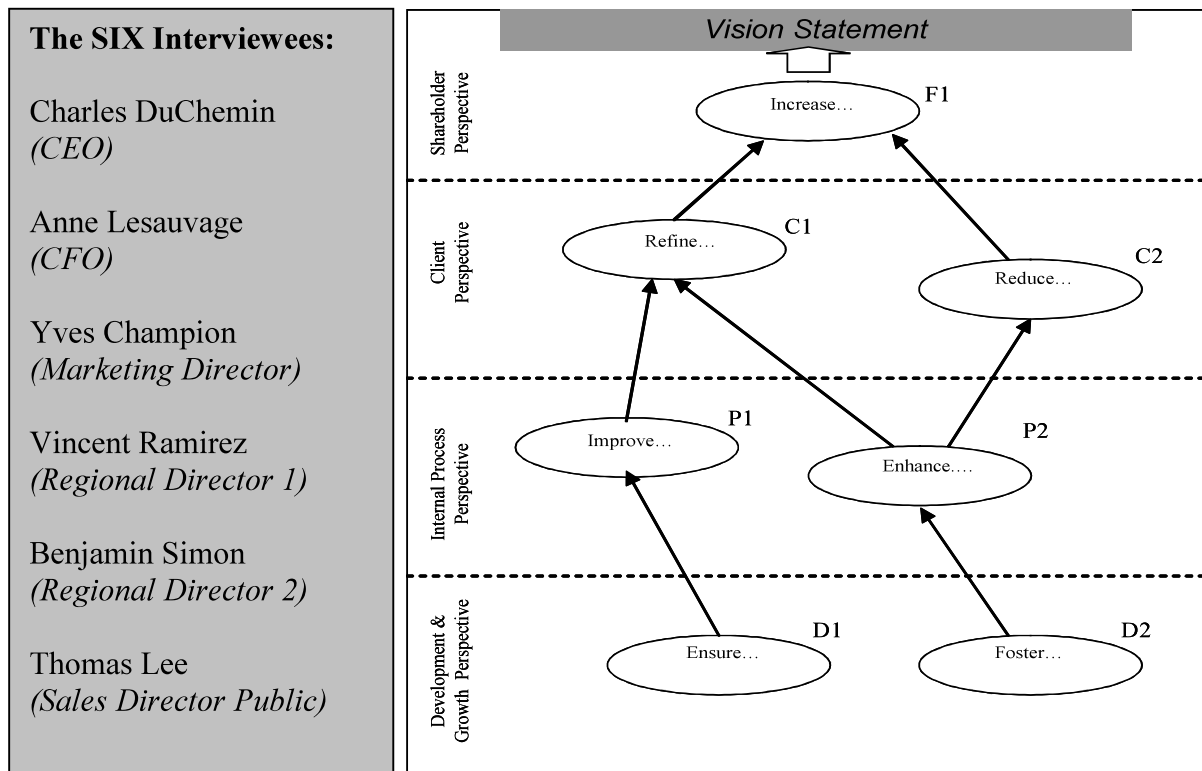 The SIX Interviewees:
Charles DuChemin
(CEO)
Anne Lesauvage
(CFO)
Yves Champion
(Marketing Director)
Vincent Ramirez
(Regional Director 1)
Benjamin Simon
(Regional Director 2)
Thomas Lee
(Sales Director Public)
Vision Statement
Shareholder
Perspective
Increase…
F1
Client
Perspective
Refine…
C1
Reduce…
C2
Internal Process
Perspective
Improve…
P1
Enhance….
P2
Development &
Growth Perspective
Ensure…
D1
Foster…
D2